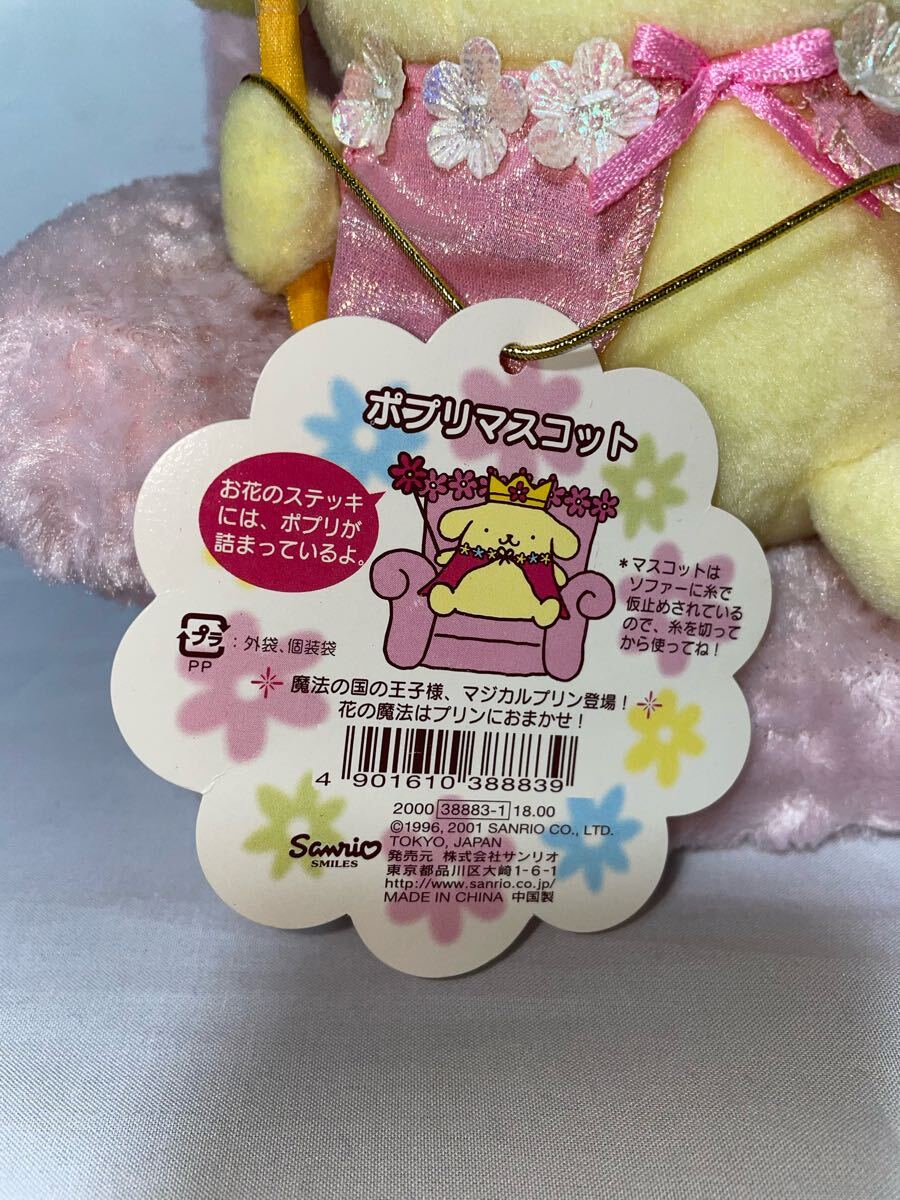 ポプリマスコット
お花のステッキ
には、ポプリが
詰まっているよ。
*マスコットは
ソファーに糸で
仮止めされている
ので、糸を切って
から使ってね!
プラ
:外袋、個装袋
PP
魔法の国の王子様、マジカルプリン登場!
花の魔法はプリンにおまかせ!
4 901610 388839
2000 38883-1 18.00
©1996, 2001 SANRIO CO., LTD.
TOKYO, JAPAN
Sanrio
SMILES
発売元 株式会社サンリオ
東京都品川区大崎1-6-1
http://www.sanrio.co.jp/
MADE IN CHINA 中国製